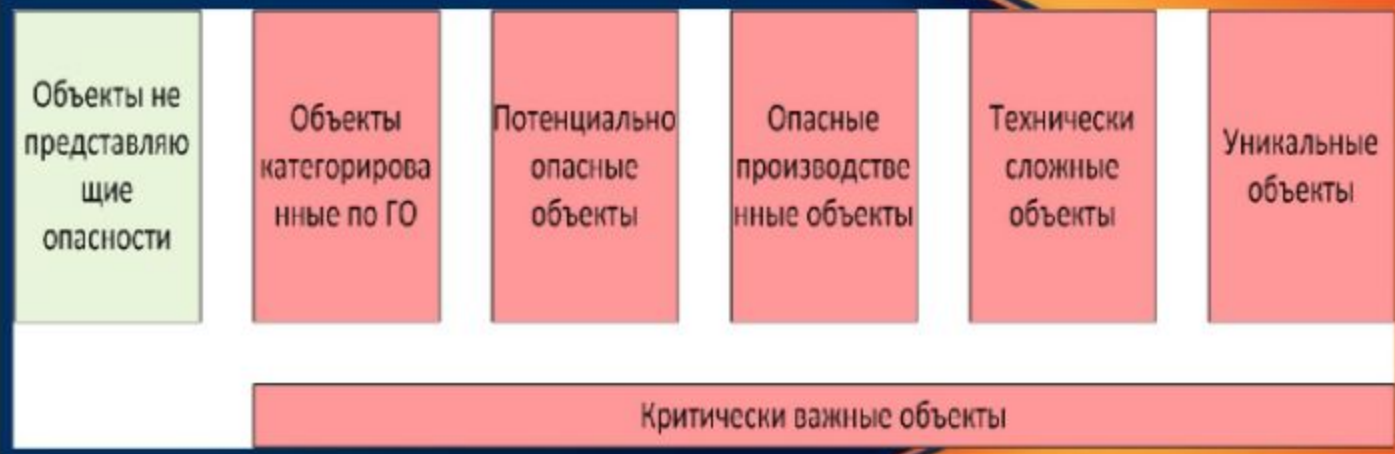 Объекты не
представляю
щие
опасности
Объекты
категорирова
нные по ГО
Потенциально
опасные
объекты
Опасные
производстве
нные объекты
Технически
сложные
объекты
Уникальные
объекты
Критически важные объекты